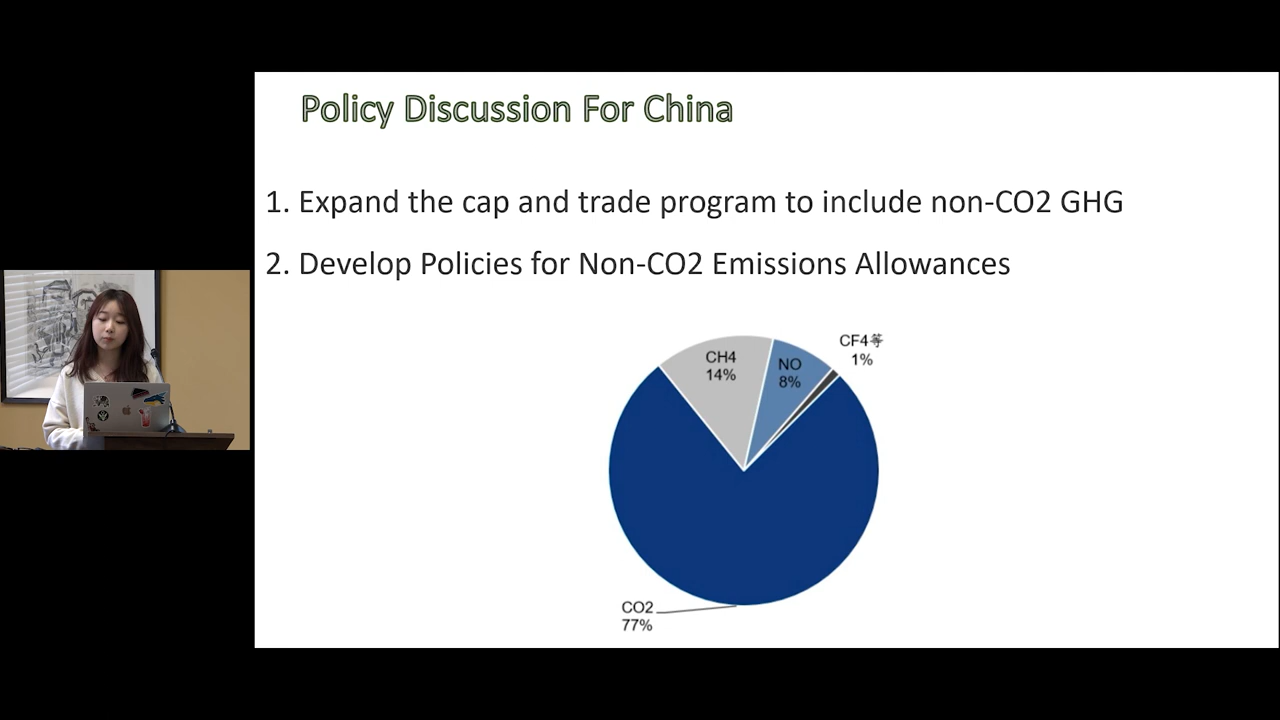 Policy Discussion For China
1. Expand the cap and trade program to include non-CO2 GHG
2. Develop Policies for Non-CO2 Emissions Allowances
CF4等
1%
CH4
14%
NO
8%
CO2
77%